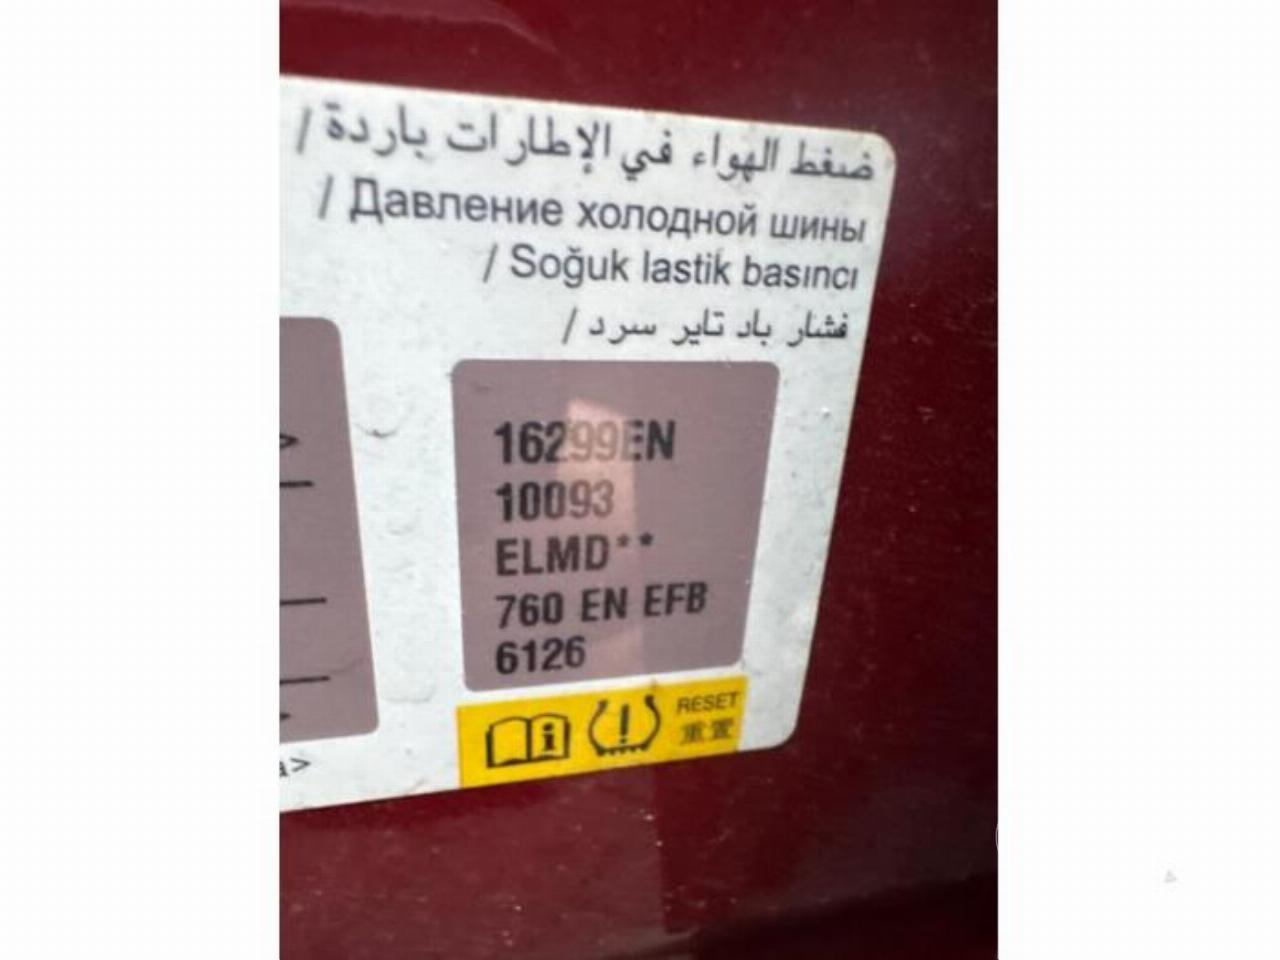 ضغط الهواء في الإطارات باردة /
/ Давление холодной шины
/ Soğuk lastik basıncı
فشار باد تایر سرد /
16299EN
10093
ELMD**
760 EN EFB
6126
RESET
重置
a>